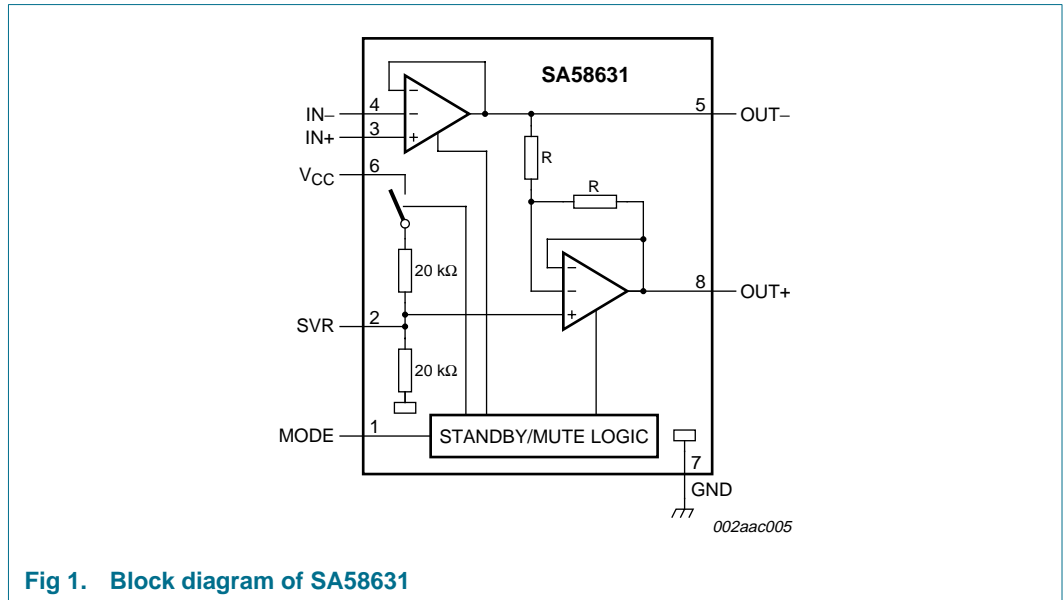 SA58631
IN−
4
−
−
5
OUT−
IN+
3
+
6
VCC
R
R
20 kΩ
−
−
8
OUT+
+
SVR
2
20 kΩ
MODE
1
STANDBY/MUTE LOGIC
7
GND
002aac005
Fig 1. Block diagram of SA58631